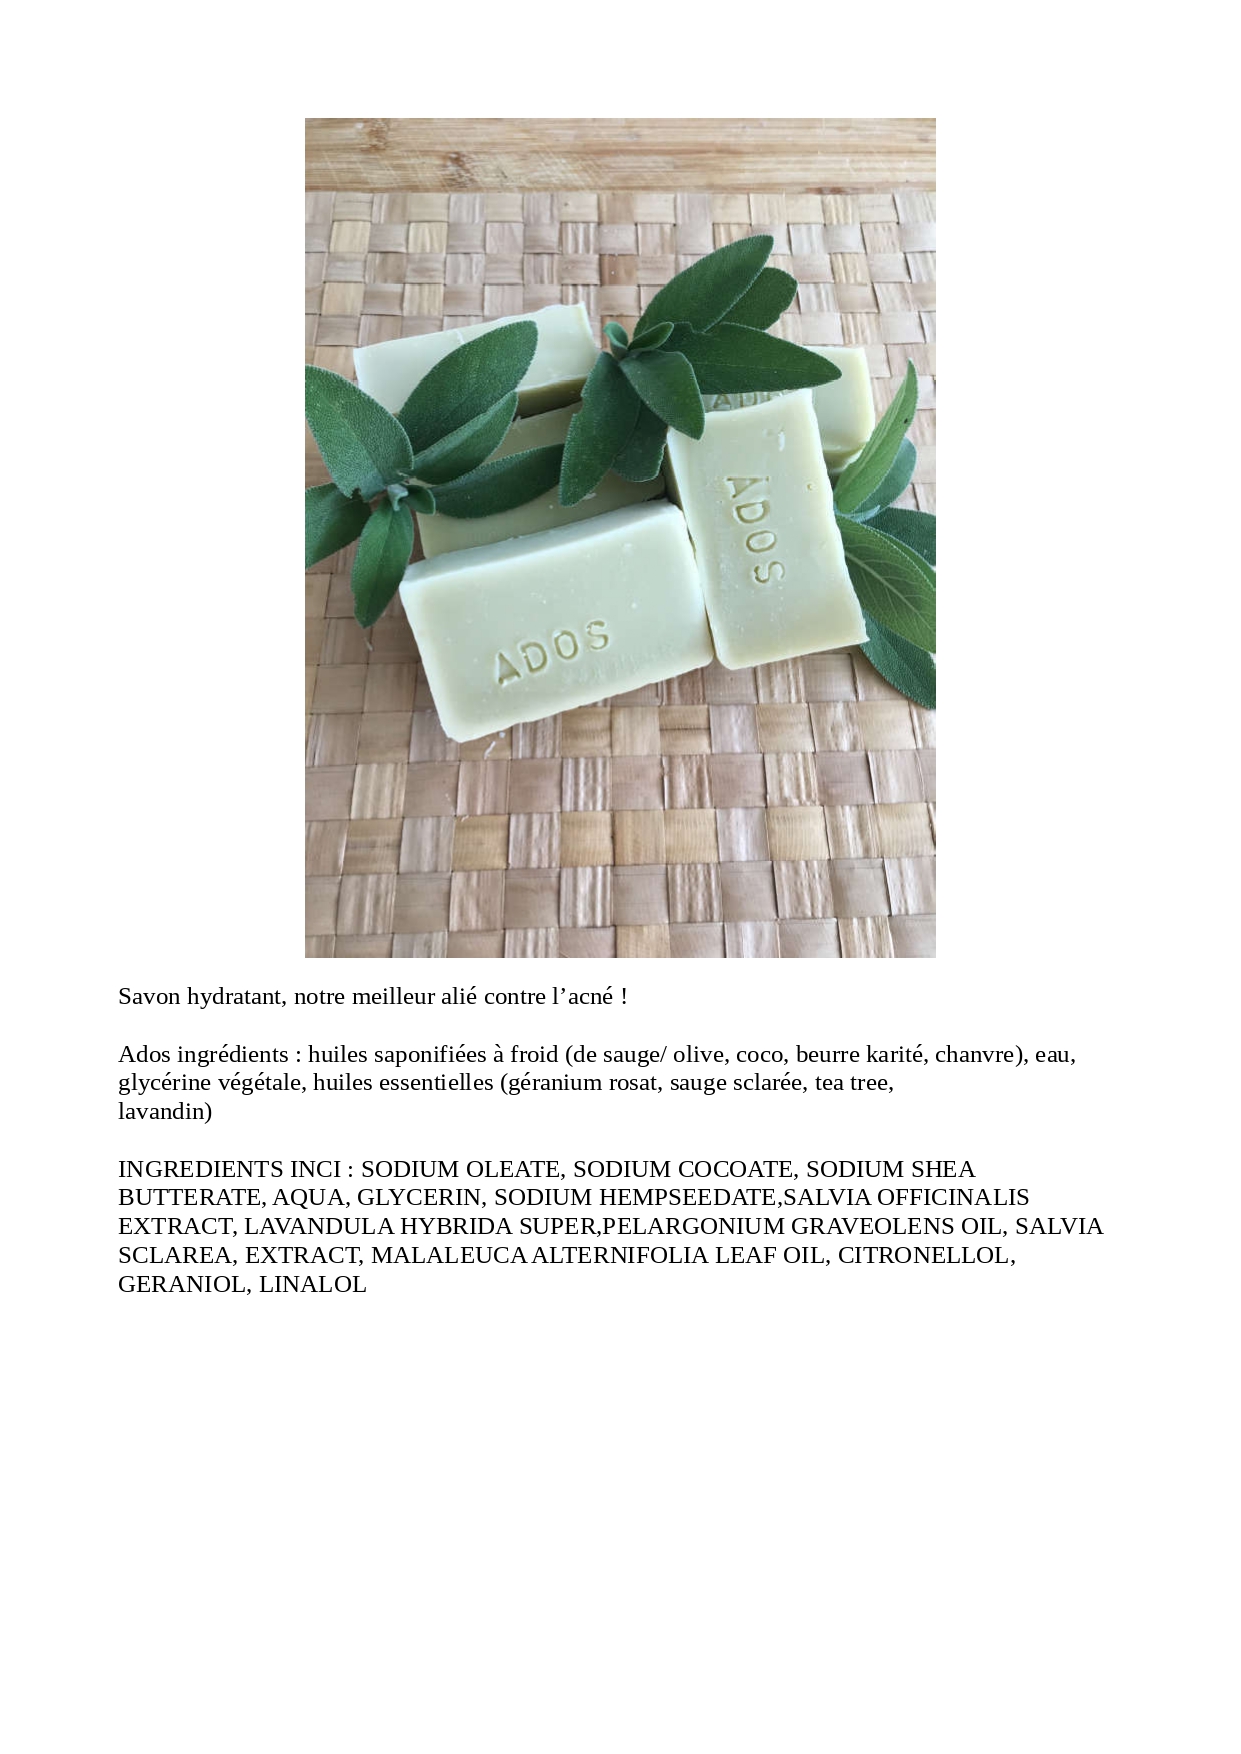 ADOS
ADOS
Savon hydratant, notre meilleur alié contre l’acné !
Ados ingrédients : huiles saponifiées à froid (de sauge/ olive, coco, beurre karité, chanvre), eau,
glycérine végétale, huiles essentielles (géranium rosat, sauge sclarée, tea tree,
lavandin)
INGREDIENTS INCI : SODIUM OLEATE, SODIUM COCOATE, SODIUM SHEA
BUTTERATE, AQUA, GLYCERIN, SODIUM HEMPSEEDATE,SALVIA OFFICINALIS
EXTRACT, LAVANDULA HYBRIDA SUPER,PELARGONIUM GRAVEOLENS OIL, SALVIA
SCLAREA, EXTRACT, MALALEUCA ALTERNIFOLIA LEAF OIL, CITRONELLOL,
GERANIOL, LINALOL